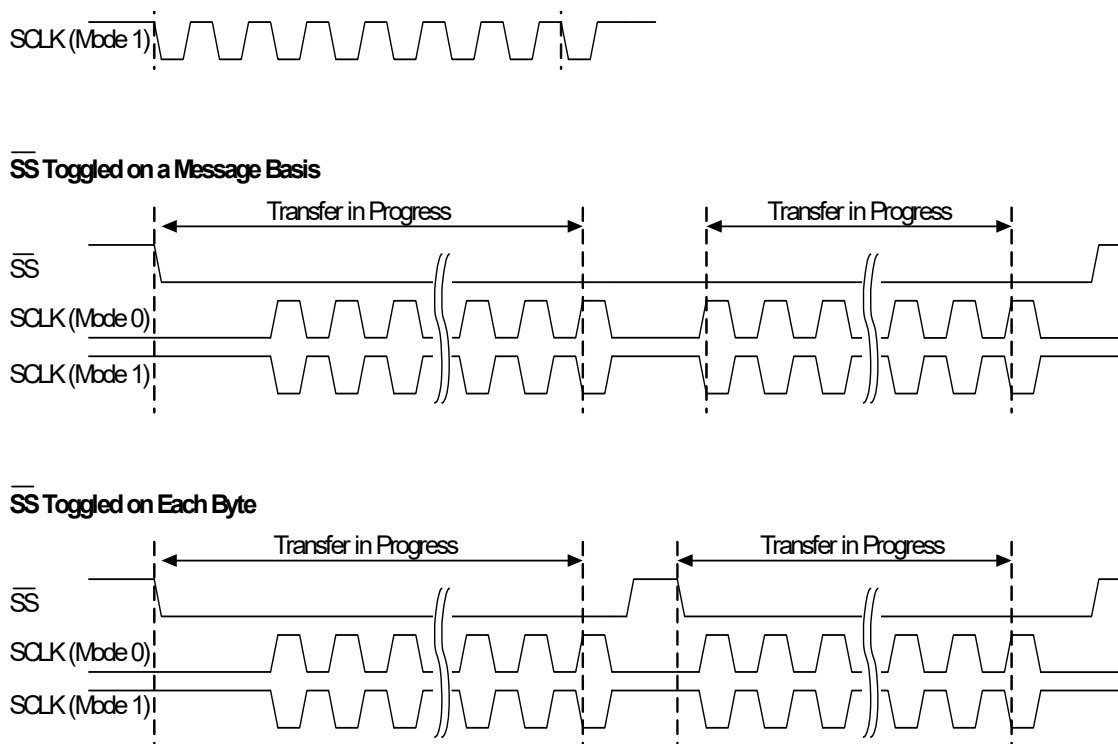 SCLK (Mode 1)
SS Toggled on a Message Basis
Transfer in Progress Transfer in Progress
SS
SCLK (Mode 0)
SCLK (Mode 1)
SS Toggled on Each Byte
Transfer in Progress Transfer in Progress
SS
SCLK (Mode 0)
SCLK (Mode 1)